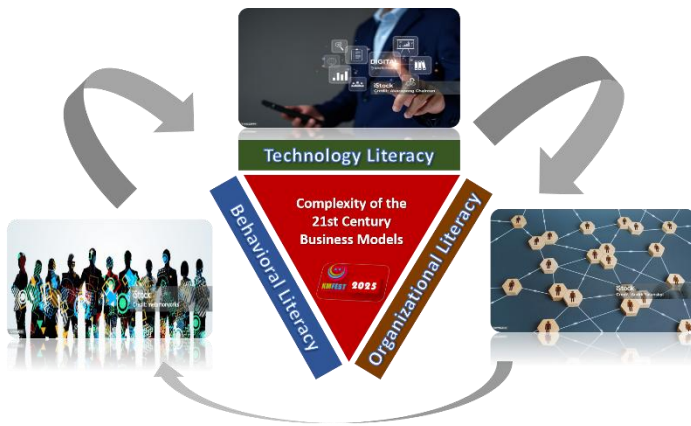 DIGITAL
iStock
Technology Literacy
Behavioral Literacy
Complexity of the
21st Century
Business Models
KMFEST 2025
Organizational Literacy
iStock
iStock